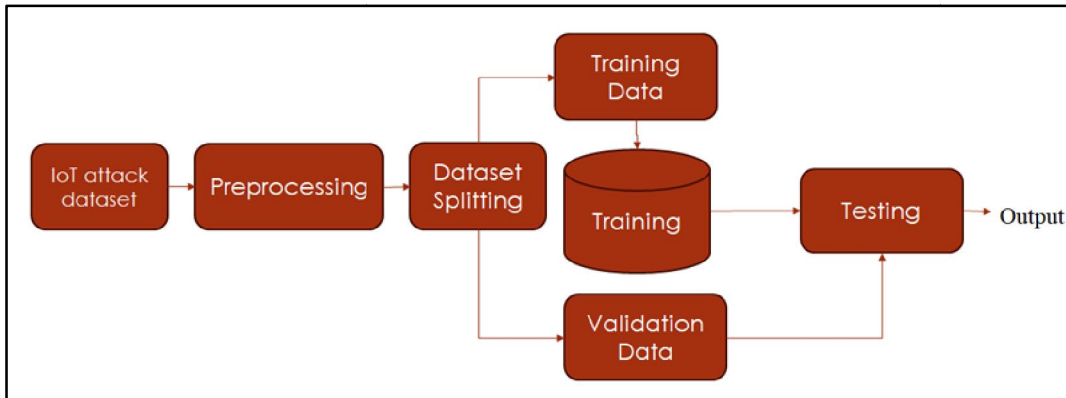 IoT attack
dataset
Preprocessing
Dataset
Splitting
Training
Data
Training
Validation
Data
Testing
Output